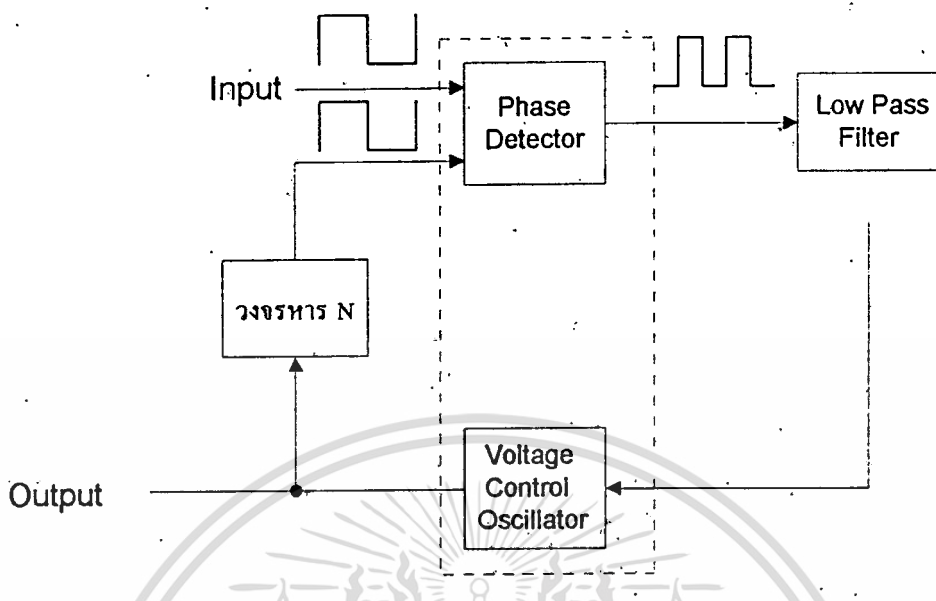 Input
Phase
Detector
Low Pass
Filter
วงจรหาร N
Output
Voltage
Control
Oscillator